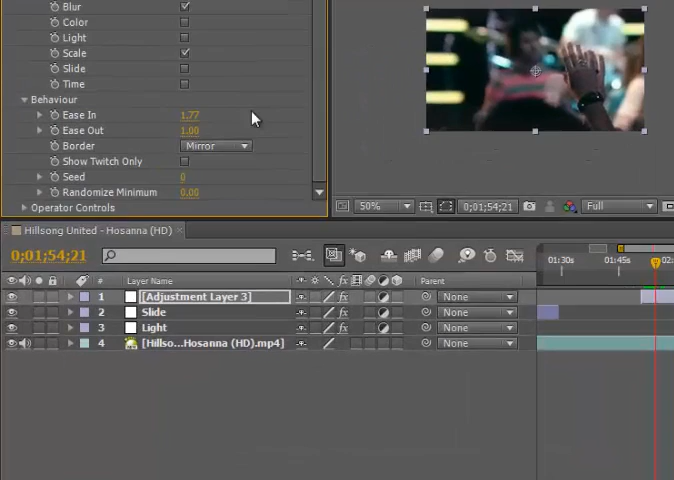 Blur
Color
Light
Scale
Slide
Time
Behaviour
Ease In 1.77
Ease Out 1.00
Border Mirror
Show Twitch Only
Seed 0
Randomize Minimum 0.00
Operator Controls
50% 0;01;54;21 Full
Hillsong United - Hosanna (HD)
0;01;54;21
01:30s 01:45s 02:
# Layer Name Parent
1 [Adjustment Layer 3] None
2 Slide None
3 Light None
4 [Hillso...Hosanna (HD).mp4] None